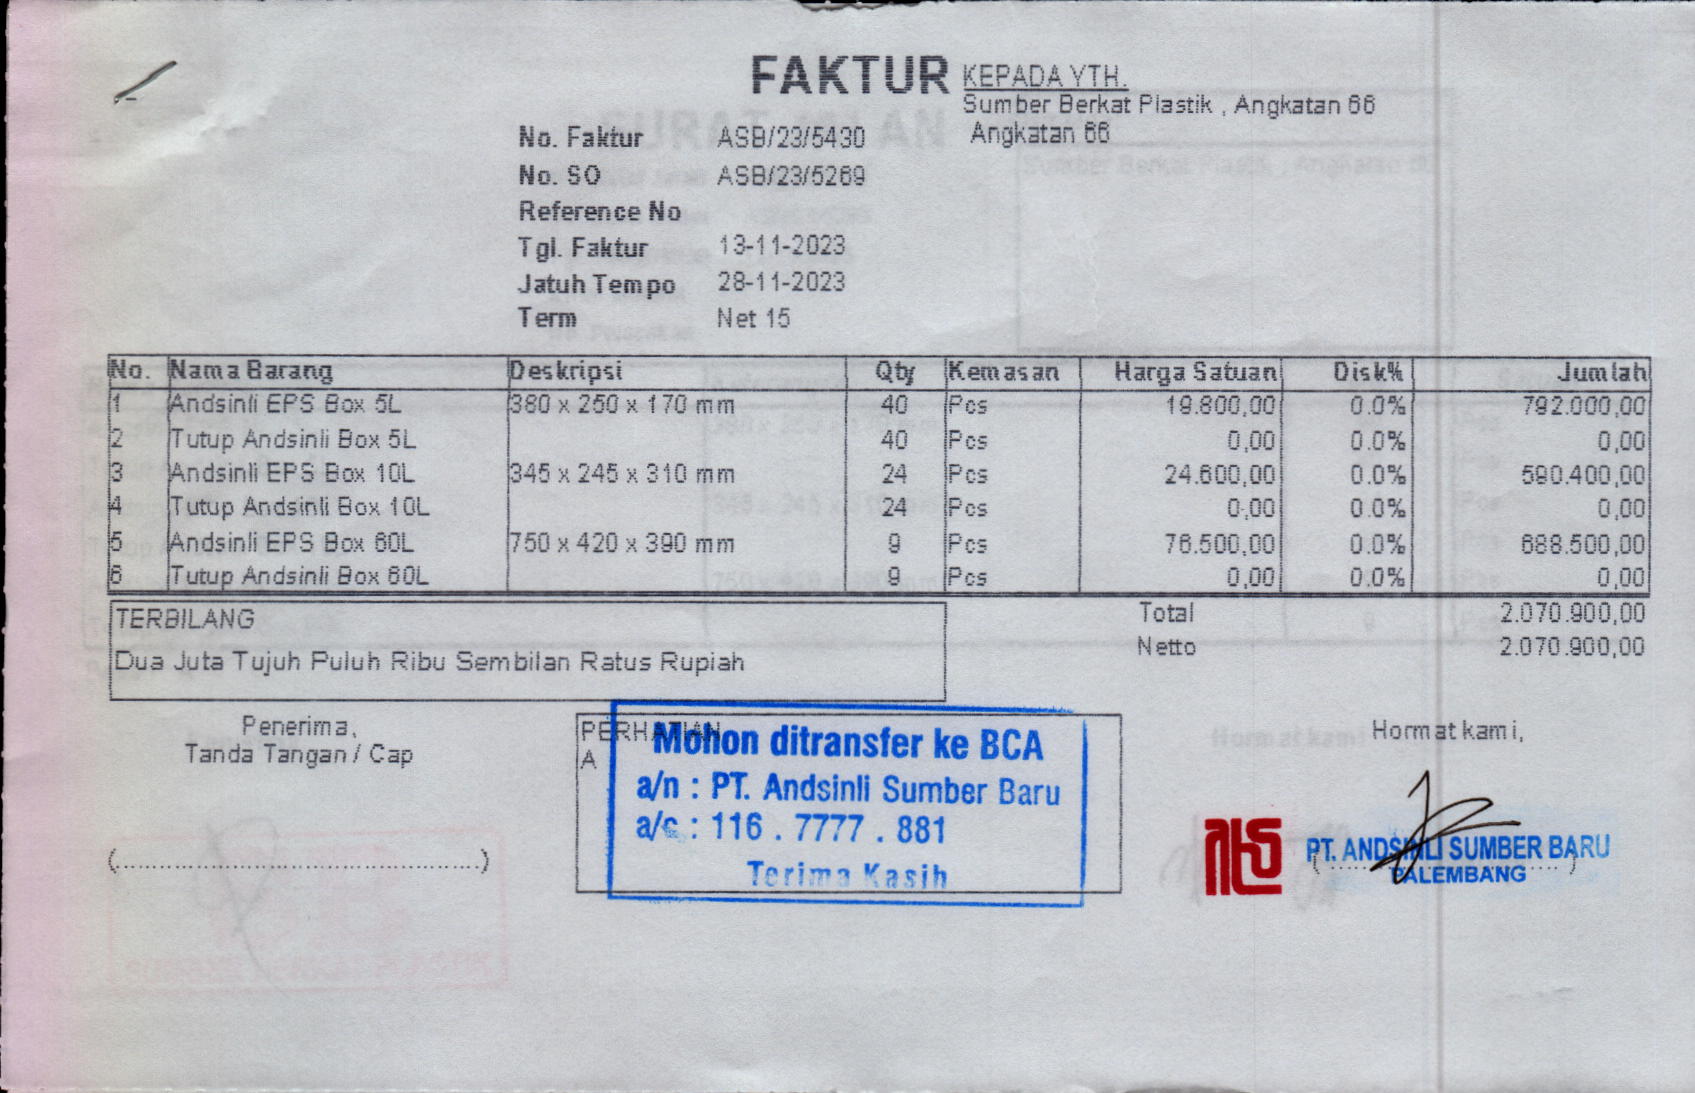 FAKTUR
KEPADA YTH.
Sumber Berkat Plastik , Angkatan 66
Angkatan 66
No. Faktur ASB/23/5430
No. SO ASB/23/5269
Reference No
Tgl. Faktur 13-11-2023
Jatuh Tempo 28-11-2023
Term Net 15
No. Nama Barang Deskripsi Qty Kemasan Harga Satuan Disk% Jumlah
1 Andsinli EPS Box 5L 380 x 250 x 170 mm 40 Pcs 19.800,00 0.0% 792.000,00
2 Tutup Andsinli Box 5L 40 Pcs 0,00 0.0% 0,00
3 Andsinli EPS Box 10L 345 x 245 x 310 mm 24 Pcs 24.600,00 0.0% 590.400,00
4 Tutup Andsinli Box 10L 24 Pcs 0,00 0.0% 0,00
5 Andsinli EPS Box 60L 750 x 420 x 390 mm 9 Pcs 76.500,00 0.0% 688.500,00
6 Tutup Andsinli Box 60L 9 Pcs 0,00 0.0% 0,00
TERBILANG
Dua Juta Tujuh Puluh Ribu Sembilan Ratus Rupiah
Total 2.070.900,00
Netto 2.070.900,00
Penerima,
Tanda Tangan / Cap
(......................................................)
PERHATIAN
A
Mohon ditransfer ke BCA
a/n : PT. Andsinli Sumber Baru
a/c : 116 . 7777 . 881
Terima Kasih
Hormat kami,
PT. ANDSINLI SUMBER BARU
PALEMBANG